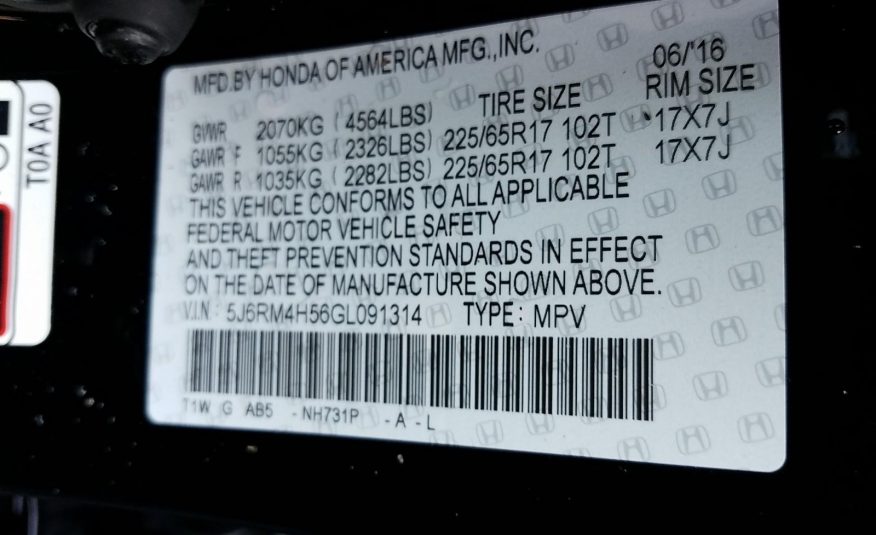 MFD.BY HONDA OF AMERICA MFG.,INC.
06/'16
TIRE SIZE RIM SIZE
GVWR 2070KG ( 4564LBS)
GAWR F 1055KG ( 2326LBS) 225/65R17 102T 17X7J
GAWR R 1035KG ( 2282LBS) 225/65R17 102T 17X7J
THIS VEHICLE CONFORMS TO ALL APPLICABLE
FEDERAL MOTOR VEHICLE SAFETY
AND THEFT PREVENTION STANDARDS IN EFFECT
ON THE DATE OF MANUFACTURE SHOWN ABOVE.
V.I.N: 5J6RM4H56GL091314 TYPE: MPV
T1W G AB5 - NH731P - A - L
T0A A0